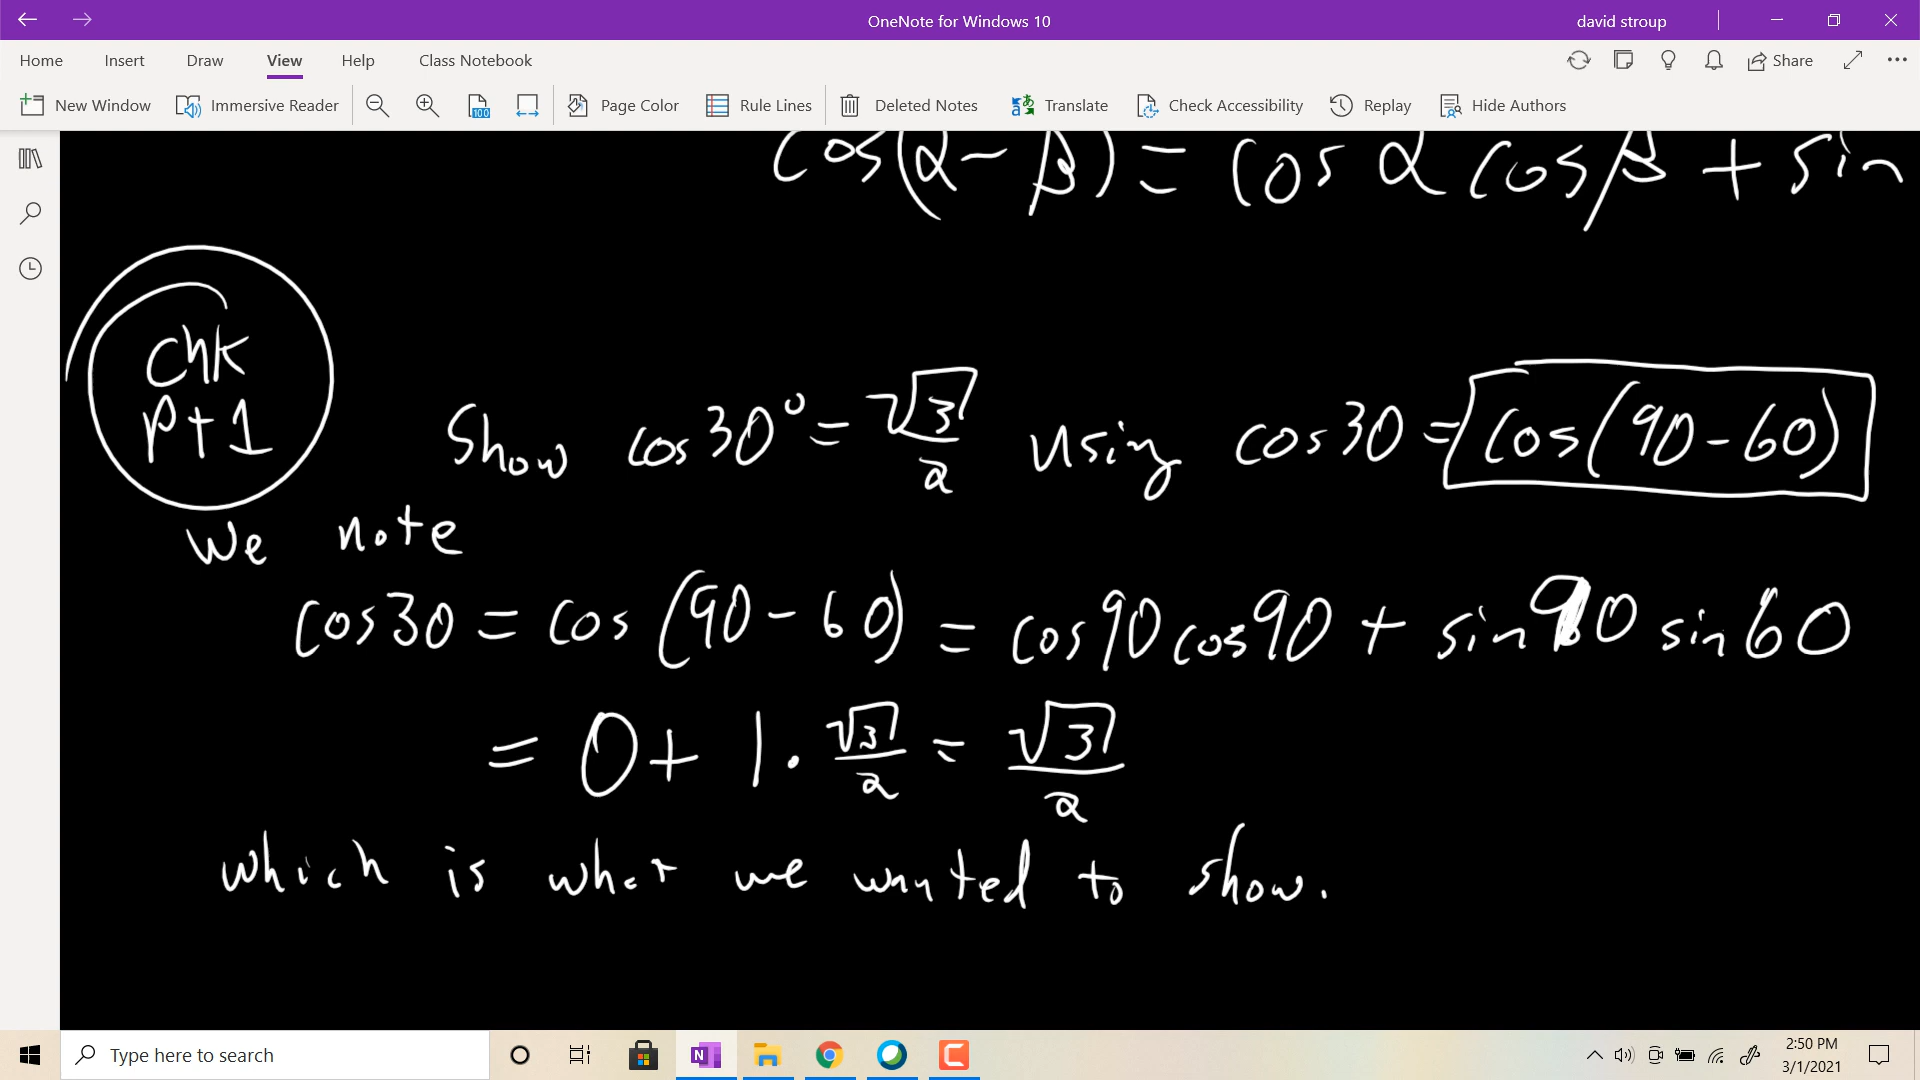 OneNote for Windows 10
david stroup
Home Insert Draw View Help Class Notebook
Share
New Window Immersive Reader Page Color Rule Lines Deleted Notes Translate Check Accessibility Replay Hide Authors
cos(α-β) = cos α cos β + sin
Chk
Pt 1
Show cos 30° = √3/2 using cos 30 = cos(90-60)
We note
cos 30 = cos (90-60) = cos 90 cos 90 + sin 90 sin 60
= 0 + 1 · √3/2 = √3/2
which is what we wanted to show.
Type here to search
2:50 PM
3/1/2021